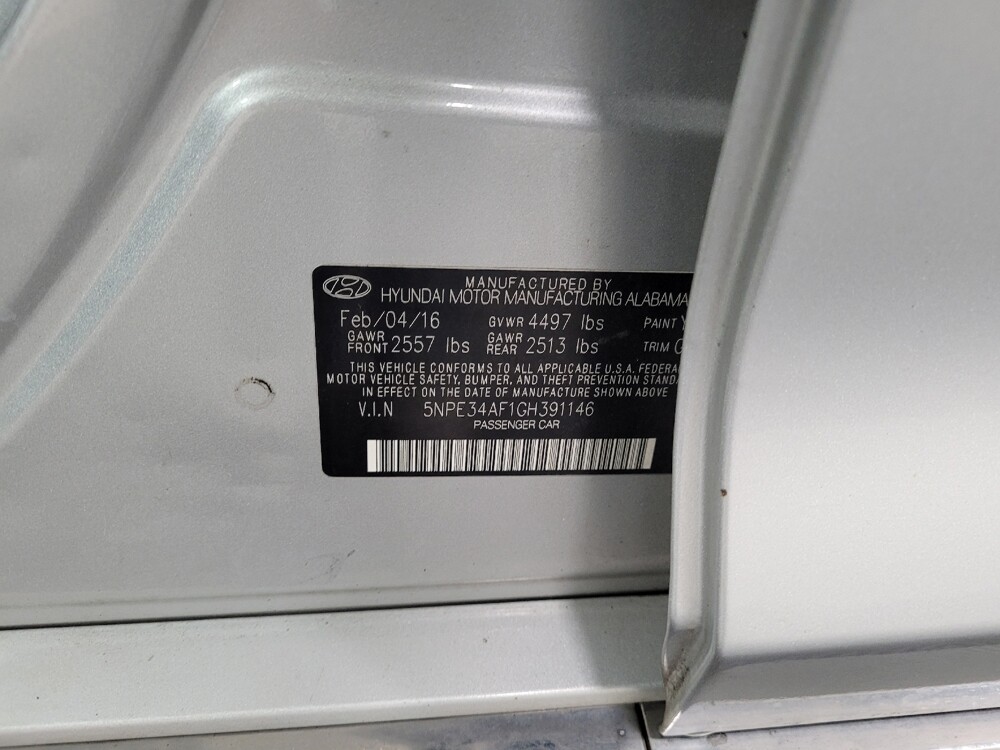 MANUFACTURED BY
HYUNDAI MOTOR MANUFACTURING ALABAMA
Feb/04/16 GVWR 4497 lbs PAINT
GAWR FRONT 2557 lbs GAWR REAR 2513 lbs TRIM
THIS VEHICLE CONFORMS TO ALL APPLICABLE U.S.A. FEDERA
MOTOR VEHICLE SAFETY, BUMPER, AND THEFT PREVENTION STAND
IN EFFECT ON THE DATE OF MANUFACTURE SHOWN ABOVE
V.I.N 5NPE34AF1GH391146
PASSENGER CAR